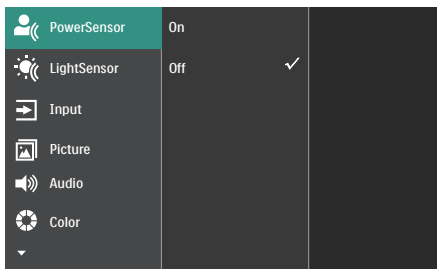 PowerSensor
On
LightSensor
Off
Input
Picture
Audio
Color